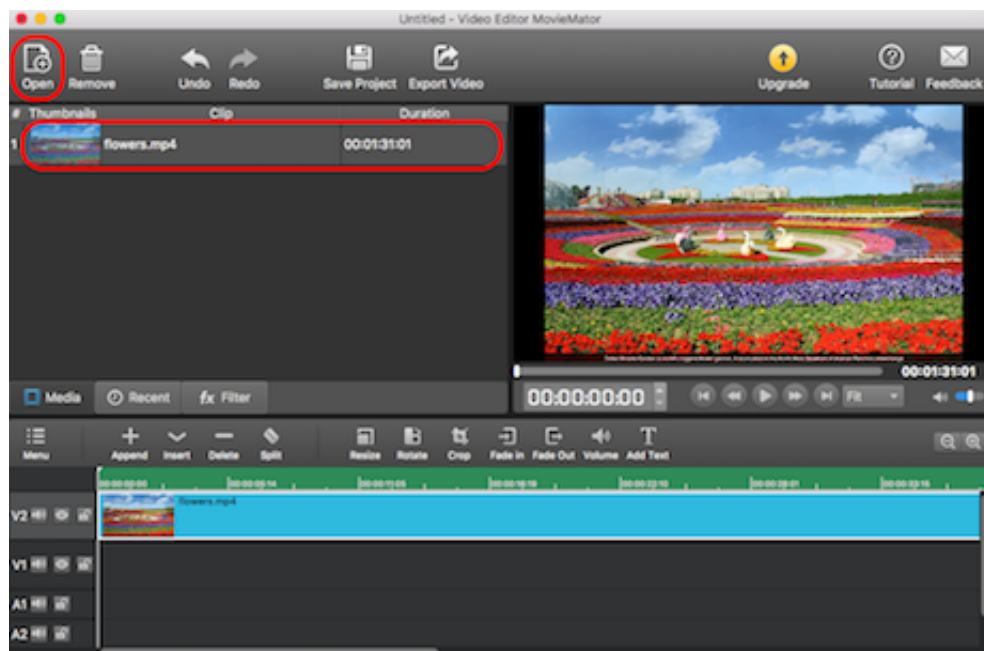 Untitled - Video Editor MovieMator
Open Remove Undo Redo Save Project Export Video Upgrade Tutorial Feedback
# Thumbnails Clip Duration
1 flowers.mp4 00:01:31:01
00:01:31:01
Media Recent fx Filter 00:00:00:00 Fit
Menu Append Insert Delete Split Resize Rotate Crop Fade In Fade Out Volume Add Text
flowers.mp4
V2
V1
A1
A2